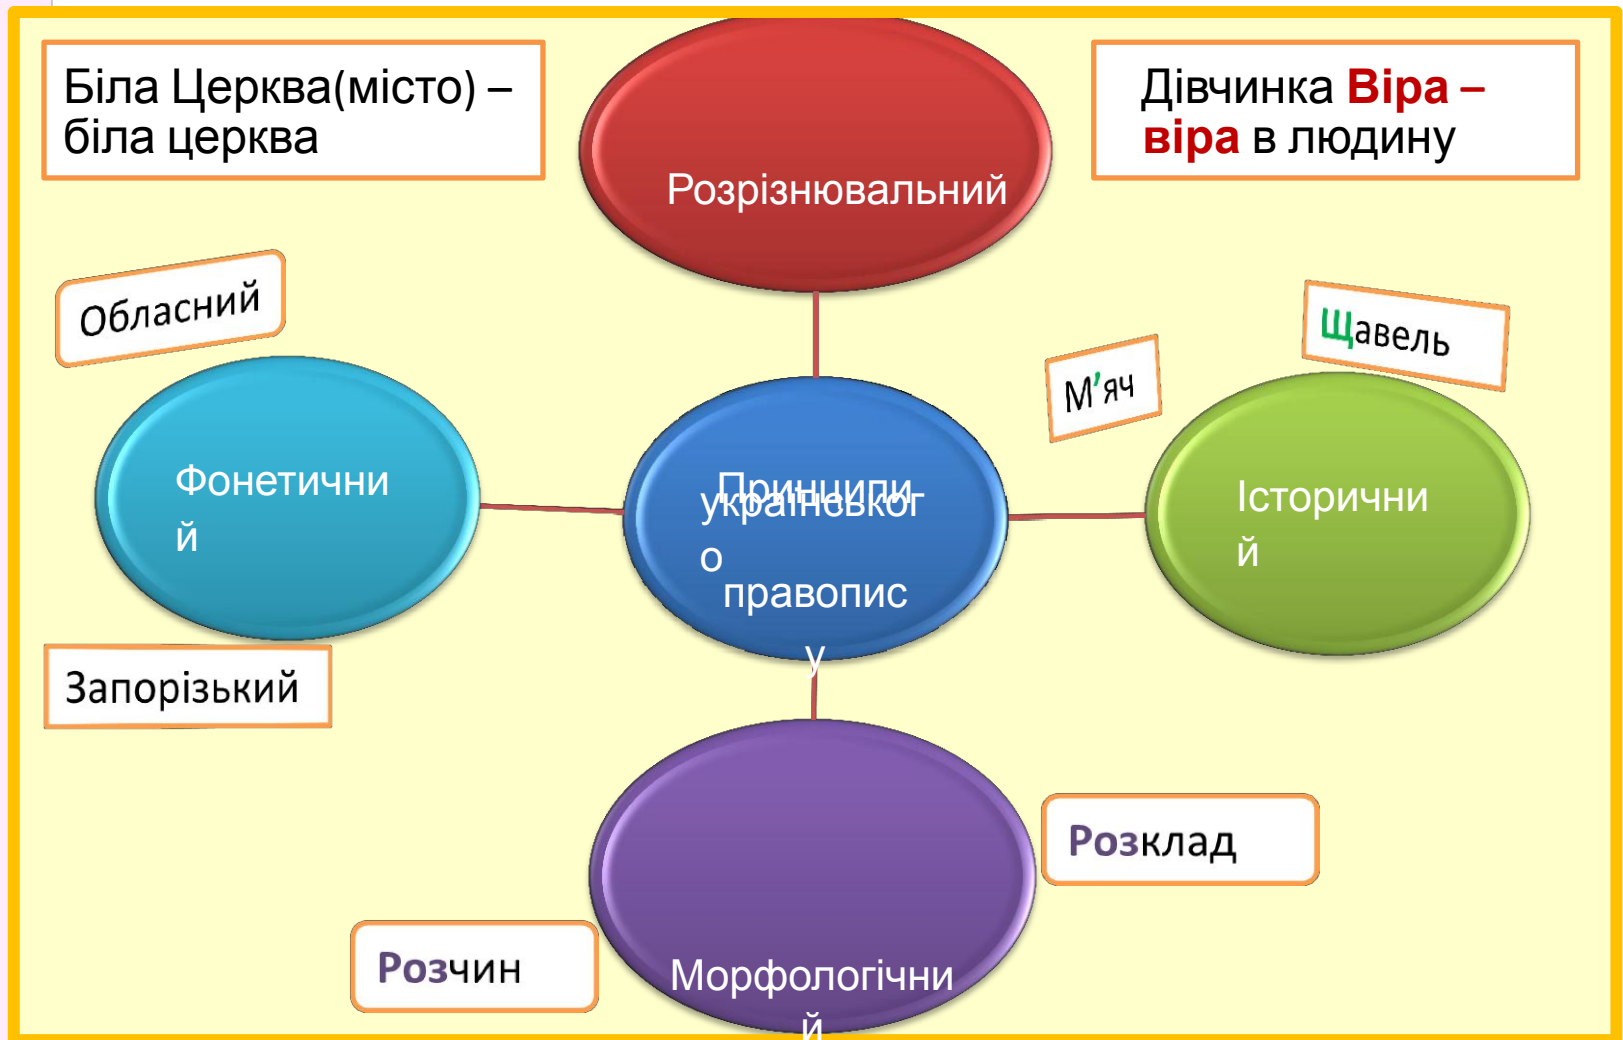 Біла Церква(місто) –
біла церква
Розрізнювальний
Дівчинка Віра –
віра в людину
Обласний
Фонетични
й
Запорізький
Принципи
українськог
о
правопис
у
М’яч
Щавель
Історични
й
Розклад
Розчин
Морфологічни
й